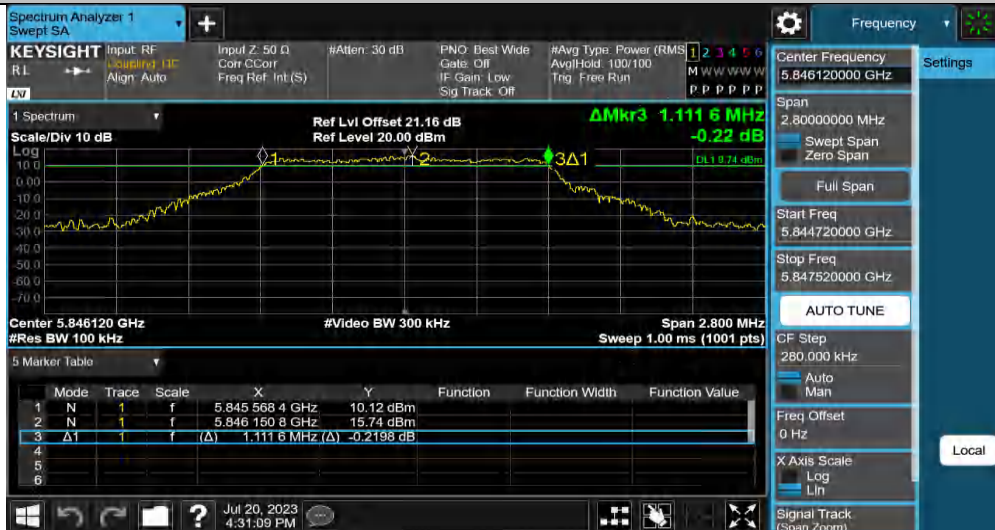 Spectrum Analyzer 1
Swept SA
+
Frequency
KEYSIGHT
RL
LXI
Input: RF
Coupling: DC
Align: Auto
Input Z: 50 Ω
Corr CCorr
Freq Ref: Int (S)
#Atten: 30 dB
PNO: Best Wide
Gate: Off
IF Gain: Low
Sig Track: Off
#Avg Type: Power (RMS
Avg|Hold: 100/100
Trig: Free Run
1 2 3 4 5 6
M W W W W W
P P P P P P
1 Spectrum
Scale/Div 10 dB
Ref Lvl Offset 21.16 dB
Ref Level 20.00 dBm
ΔMkr3 1.111 6 MHz
-0.22 dB
Log
10.0
0.00
-10.0
-20.0
-30.0
-40.0
-50.0
-60.0
-70.0
1
2
3Δ1
DL1 9.74 dBm
Center 5.846120 GHz
#Res BW 100 kHz
#Video BW 300 kHz
Span 2.800 MHz
Sweep 1.00 ms (1001 pts)
5 Marker Table
Mode Trace Scale X Y Function Function Width Function Value
1 N 1 f 5.845 568 4 GHz 10.12 dBm
2 N 1 f 5.846 150 8 GHz 15.74 dBm
3 Δ1 1 f (Δ) 1.111 6 MHz (Δ) -0.2198 dB
4
5
6
Jul 20, 2023
4:31:09 PM
?
Center Frequency
5.846120000 GHz
Span
2.80000000 MHz
Swept Span
Zero Span
Full Span
Start Freq
5.844720000 GHz
Stop Freq
5.847520000 GHz
AUTO TUNE
CF Step
280.000 kHz
Auto
Man
Freq Offset
0 Hz
X Axis Scale
Log
Lin
Signal Track
(Span Zoom)
Settings
Local